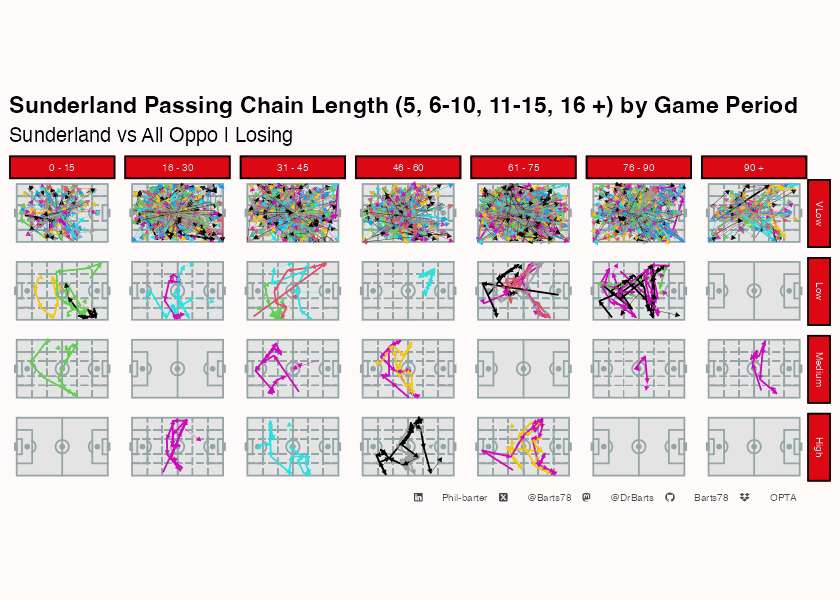 Sunderland Passing Chain Length (5, 6-10, 11-15, 16 +) by Game Period
Sunderland vs All Oppo I Losing
0 - 15 16 - 30 31 - 45 46 - 60 61 - 75 76 - 90 90 +
VLow
Low
Medium
High
Phil-barter @Barts78 @DrBarts Barts78 OPTA